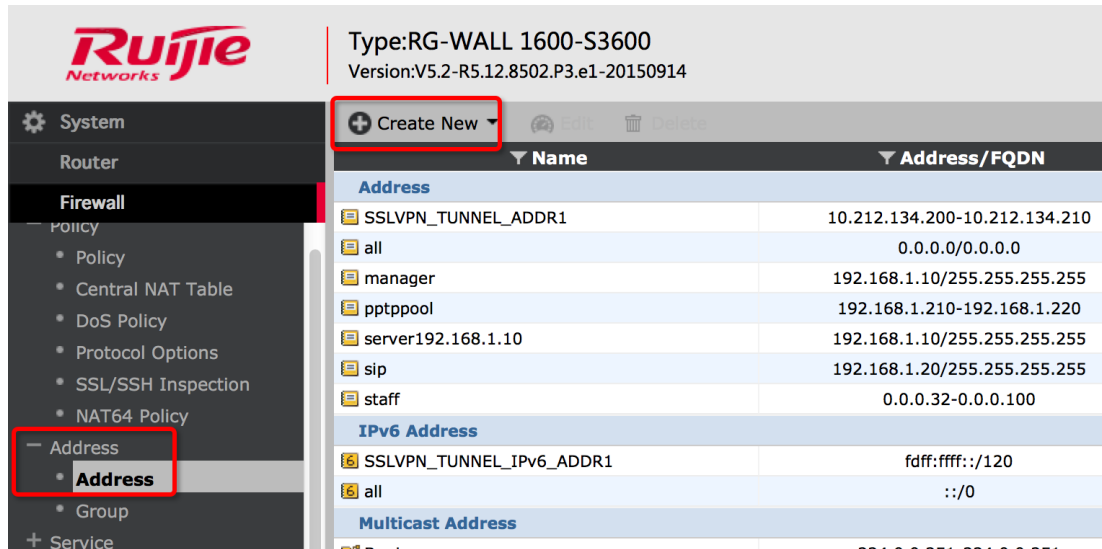 Ruijie
Networks
Type:RG-WALL 1600-S3600
Version:V5.2-R5.12.8502.P3.e1-20150914
System
Router
Firewall
Policy
Policy
Central NAT Table
DoS Policy
Protocol Options
SSL/SSH Inspection
NAT64 Policy
Address
Address
Group
Service
Create New Edit Delete
Name Address/FQDN
Address
SSLVPN_TUNNEL_ADDR1 10.212.134.200-10.212.134.210
all 0.0.0.0/0.0.0.0
manager 192.168.1.10/255.255.255.255
pptppool 192.168.1.210-192.168.1.220
server192.168.1.10 192.168.1.10/255.255.255.255
sip 192.168.1.20/255.255.255.255
staff 0.0.0.32-0.0.0.100
IPv6 Address
SSLVPN_TUNNEL_IPv6_ADDR1 fdff:ffff::/120
all ::/0
Multicast Address